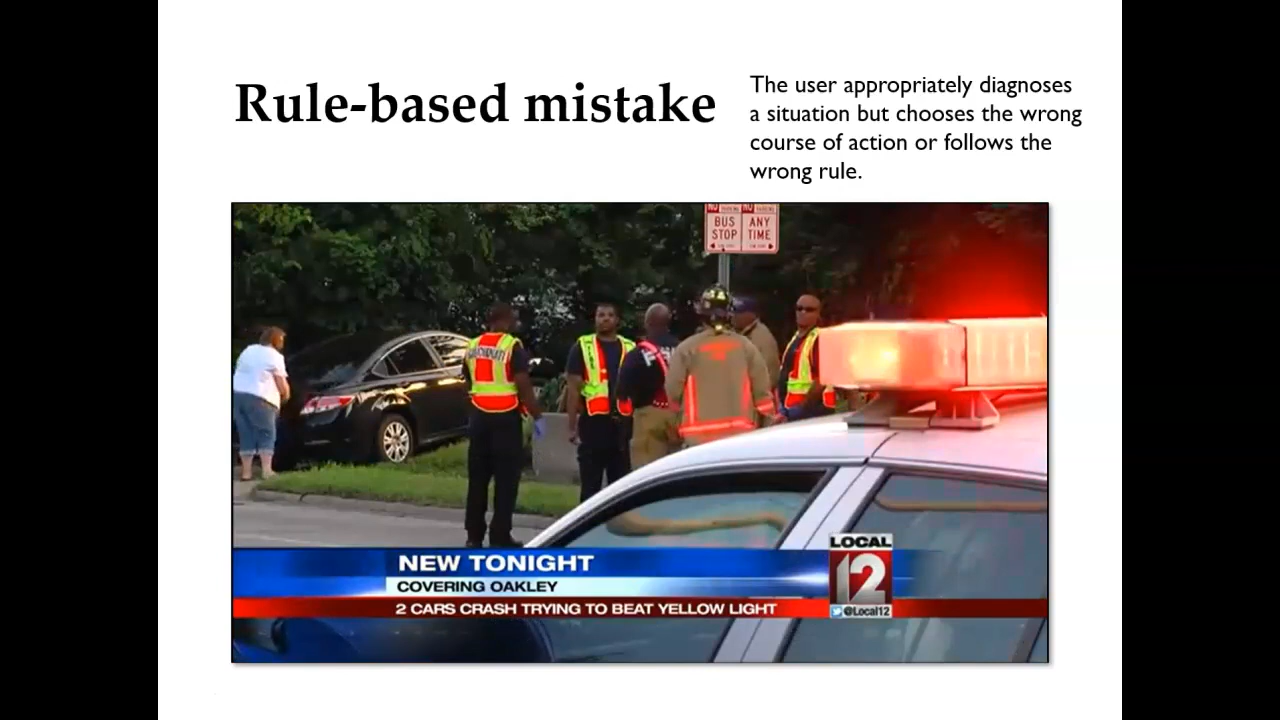 Rule-based mistake
The user appropriately diagnoses
a situation but chooses the wrong
course of action or follows the
wrong rule.
BUS
STOP
ANY
TIME
NEW TONIGHT
COVERING OAKLEY
2 CARS CRASH TRYING TO BEAT YELLOW LIGHT
LOCAL
12
@Local12